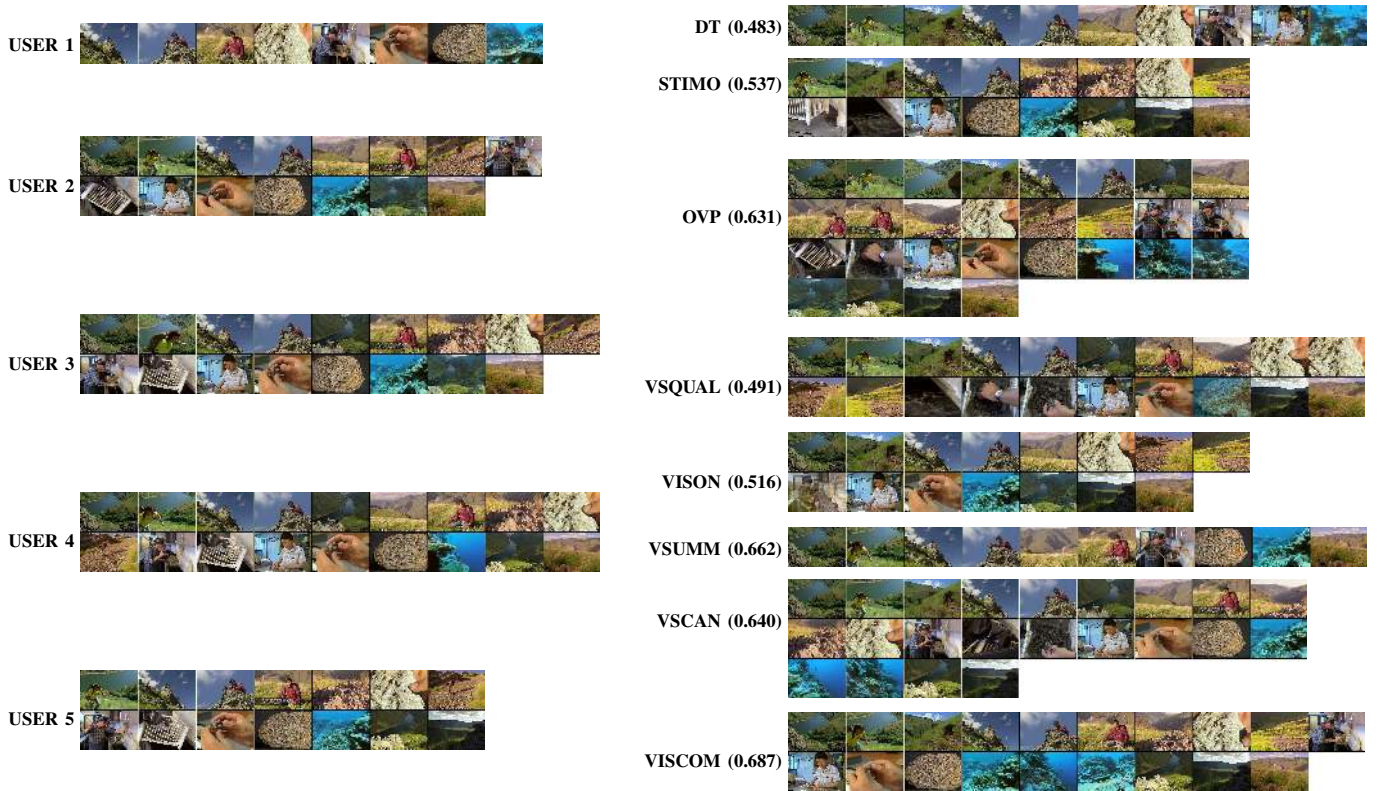 USER 1
USER 2
USER 3
USER 4
USER 5
DT (0.483)
STIMO (0.537)
OVP (0.631)
VSQUAL (0.491)
VISON (0.516)
VSUMM (0.662)
VSCAN (0.640)
VISCOM (0.687)